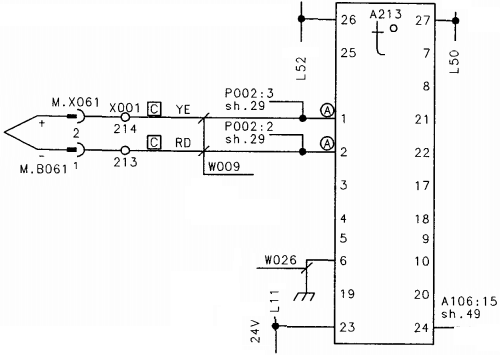 26 A213 27
L52
25 t° 7
L50
8
P002:3
sh.29
M.X061 X001 C YE A
+ 2 214 1 21
P002:2
sh.29
C RD A
- 1 213 2 22
M.B061
W009
3 17
4 18
5 9
W026 6 10
19 20
L11
A106:15
sh.49
24V 23 24